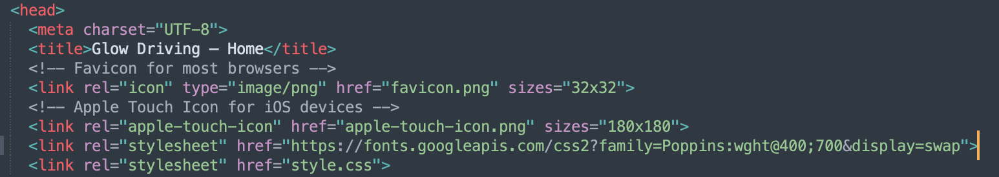 <head>
<meta charset="UTF-8">
<title>Glow Driving – Home</title>
<!-- Favicon for most browsers -->
<link rel="icon" type="image/png" href="favicon.png" sizes="32x32">
<!-- Apple Touch Icon for iOS devices -->
<link rel="apple-touch-icon" href="apple-touch-icon.png" sizes="180x180">
<link rel="stylesheet" href="https://fonts.googleapis.com/css2?family=Poppins:wght@400;700&display=swap">
<link rel="stylesheet" href="style.css">